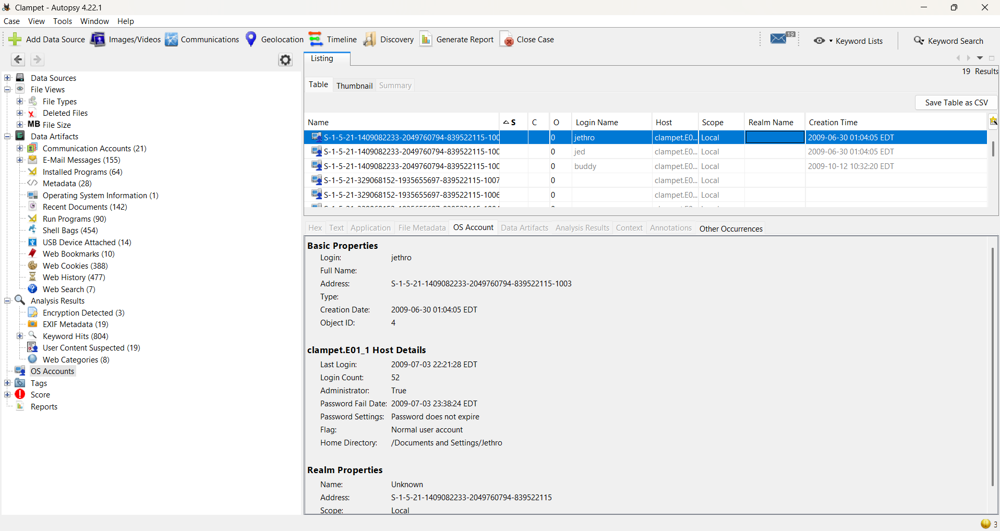 Clampet - Autopsy 4.22.1
Case View Tools Window Help
Add Data Source Images/Videos Communications Geolocation Timeline Discovery Generate Report Close Case 19 Keyword Lists Keyword Search
Listing
19 Results
Table Thumbnail Summary
Save Table as CSV
Name S C O Login Name Host Scope Realm Name Creation Time
S-1-5-21-1409082233-2049760794-839522115-100 0 jethro clampet.E0... Local 2009-06-30 01:04:05 EDT
S-1-5-21-1409082233-2049760794-839522115-100 0 jed clampet.E0... Local 2009-06-30 01:04:05 EDT
S-1-5-21-1409082233-2049760794-839522115-100 0 buddy clampet.E0... Local 2009-10-12 10:32:20 EDT
S-1-5-21-329068152-1935655697-839522115-1007 0 clampet.E0... Local
S-1-5-21-329068152-1935655697-839522115-1006 0 clampet.E0... Local
Data Sources
File Views
File Types
Deleted Files
MB File Size
Data Artifacts
Communication Accounts (21)
E-Mail Messages (155)
Installed Programs (64)
Metadata (28)
Operating System Information (1)
Recent Documents (142)
Run Programs (90)
Shell Bags (454)
USB Device Attached (14)
Web Bookmarks (10)
Web Cookies (388)
Web History (477)
Web Search (7)
Analysis Results
Encryption Detected (3)
EXIF Metadata (19)
Keyword Hits (804)
User Content Suspected (19)
Web Categories (8)
OS Accounts
Tags
Score
Reports
Hex Text Application File Metadata OS Account Data Artifacts Analysis Results Context Annotations Other Occurrences
Basic Properties
Login: jethro
Full Name:
Address: S-1-5-21-1409082233-2049760794-839522115-1003
Type:
Creation Date: 2009-06-30 01:04:05 EDT
Object ID: 4
clampet.E01_1 Host Details
Last Login: 2009-07-03 22:21:28 EDT
Login Count: 52
Administrator: True
Password Fail Date: 2009-07-03 23:38:24 EDT
Password Settings: Password does not expire
Flag: Normal user account
Home Directory: /Documents and Settings/Jethro
Realm Properties
Name: Unknown
Address: S-1-5-21-1409082233-2049760794-839522115
Scope: Local
3